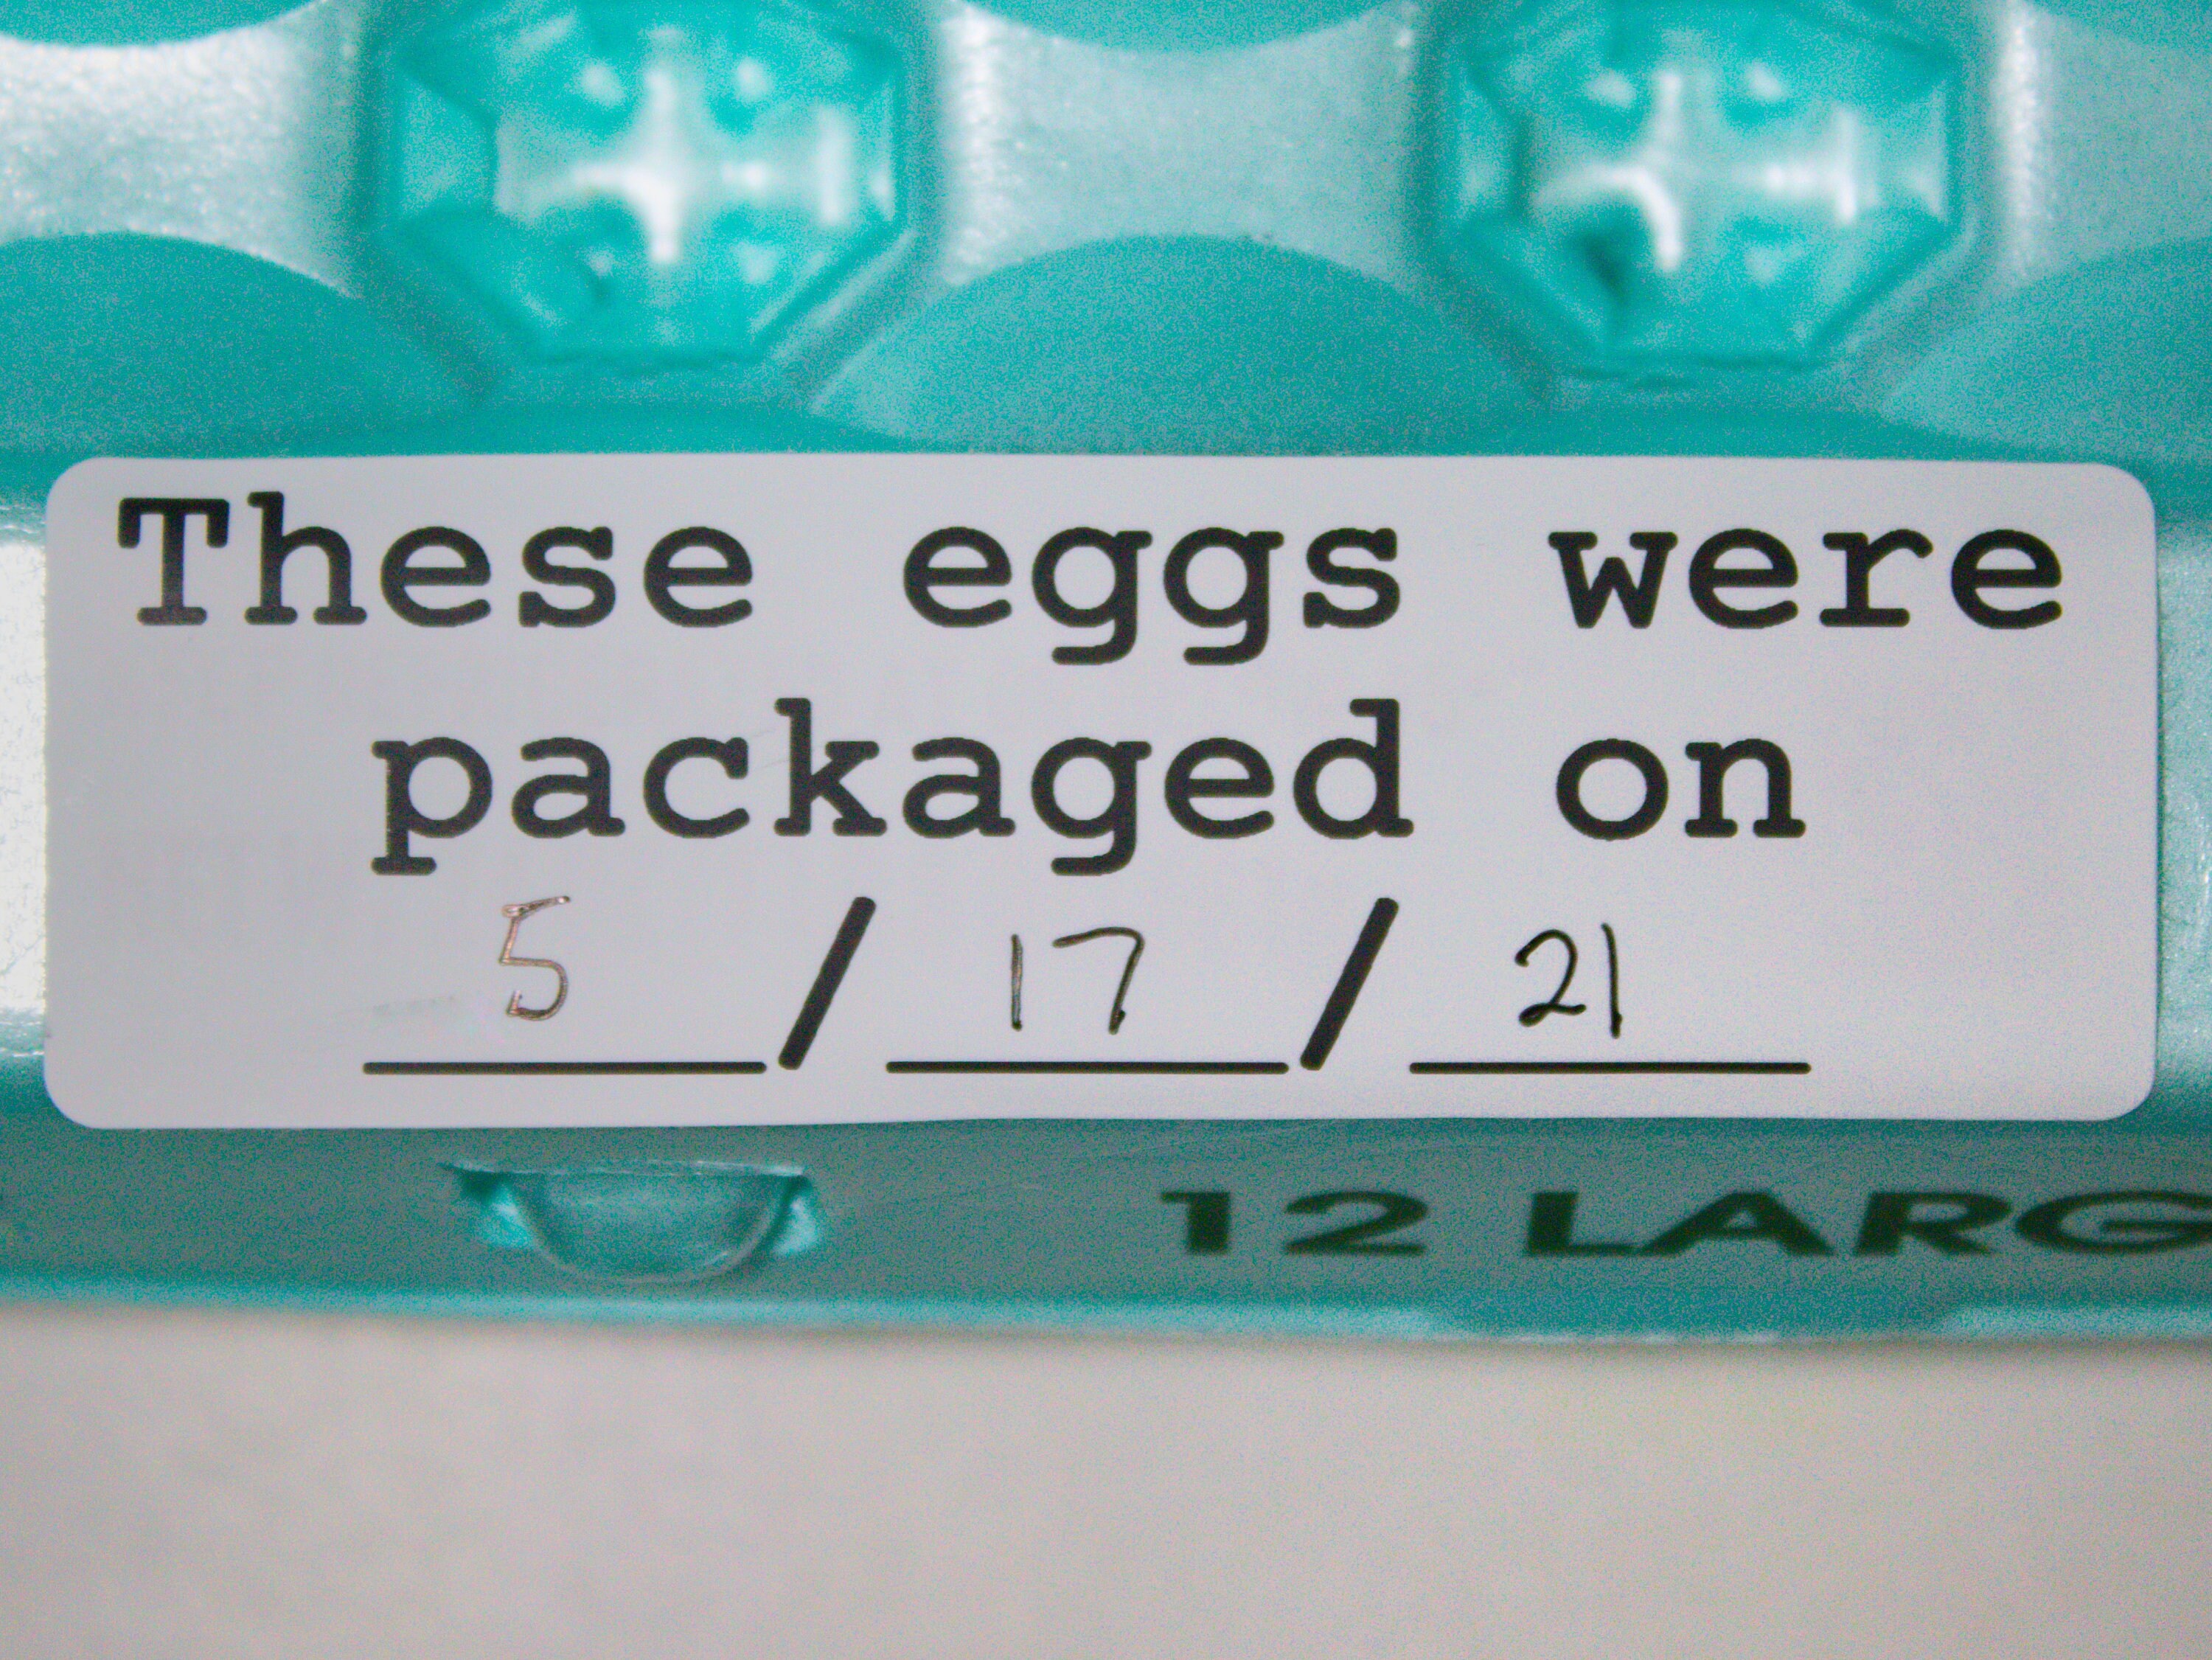 These eggs were
packaged on
5/17/21
12 LARG